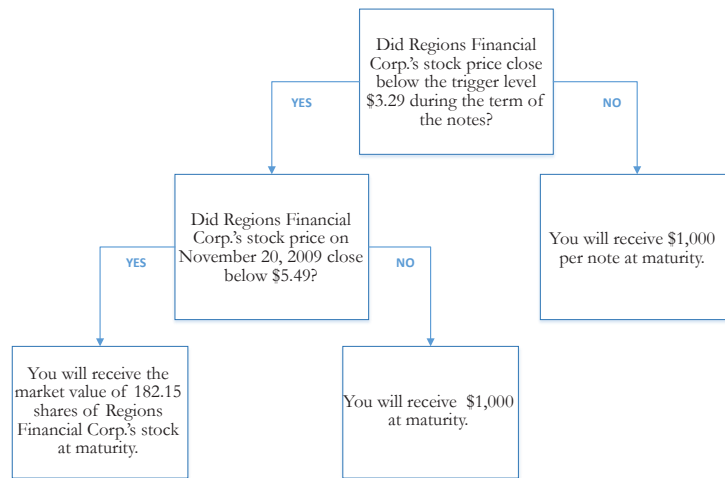 Did Regions Financial
Corp.'s stock price close
below the trigger level
$3.29 during the term of
the notes?
YES
NO
Did Regions Financial
Corp.'s stock price on
November 20, 2009 close
below $5.49?
You will receive $1,000
per note at maturity.
YES
NO
You will receive the
market value of 182.15
shares of Regions
Financial Corp.'s stock
at maturity.
You will receive $1,000
at maturity.